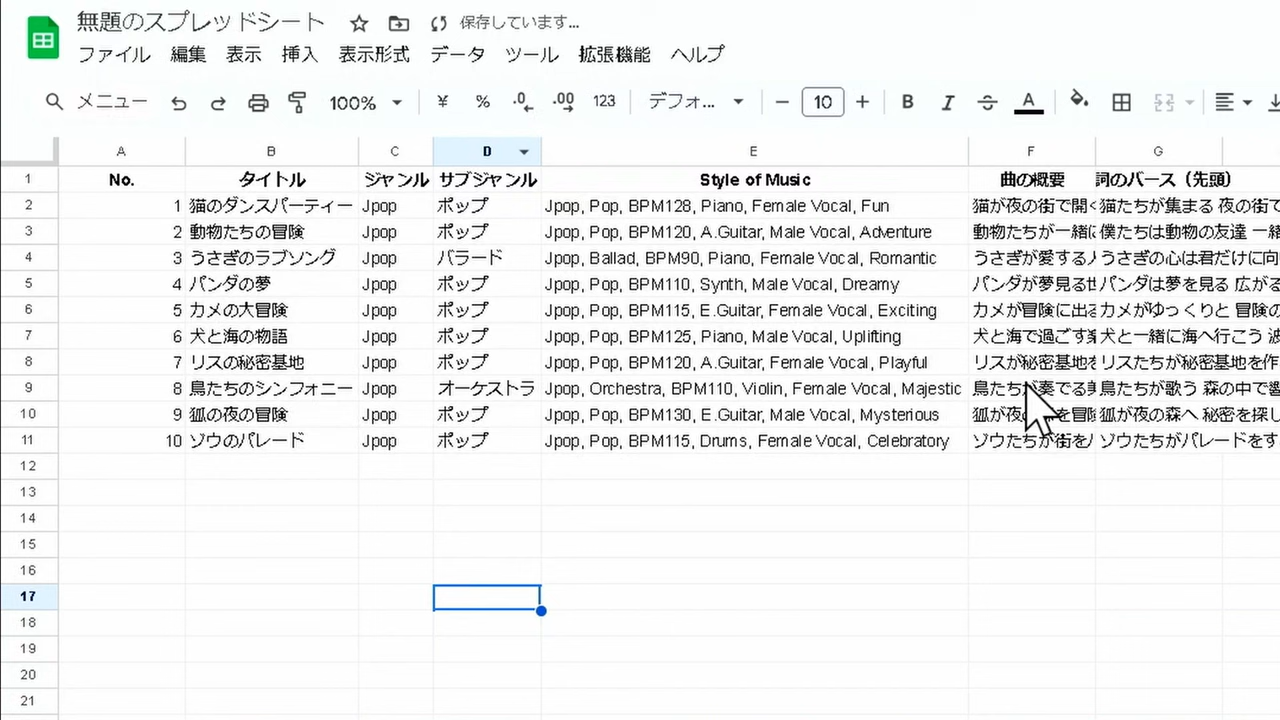 無題のスプレッドシート 保存しています…
ファイル 編集 表示 挿入 表示形式 データ ツール 拡張機能 ヘルプ
メニュー 100% ¥ % .0 .00 123 デフォ... − 10 + B I S A
A B C D E F G
1 No. タイトル ジャンル サブジャンル Style of Music 曲の概要 詞のバース（先頭）
2 1 猫のダンスパーティー Jpop ポップ Jpop, Pop, BPM128, Piano, Female Vocal, Fun 猫が夜の街で開く 猫たちが集まる 夜の街で
3 2 動物たちの冒険 Jpop ポップ Jpop, Pop, BPM120, A.Guitar, Male Vocal, Adventure 動物たちが一緒に 僕たちは動物の友達 一緒
4 3 うさぎのラブソング Jpop バラード Jpop, Ballad, BPM90, Piano, Female Vocal, Romantic うさぎが愛する うさぎの心は君だけに向
5 4 パンダの夢 Jpop ポップ Jpop, Pop, BPM110, Synth, Male Vocal, Dreamy パンダが夢見る パンダは夢を見る 広がる
6 5 カメの大冒険 Jpop ポップ Jpop, Pop, BPM115, E.Guitar, Female Vocal, Exciting カメが冒険に出る カメがゆっくりと 冒険の
7 6 犬と海の物語 Jpop ポップ Jpop, Pop, BPM125, Piano, Male Vocal, Uplifting 犬と海で過ごす 犬と一緒に海へ行こう 波
8 7 リスの秘密基地 Jpop ポップ Jpop, Pop, BPM120, A.Guitar, Female Vocal, Playful リスが秘密基地を リスたちが秘密基地を作
9 8 鳥たちのシンフォニー Jpop オーケストラ Jpop, Orchestra, BPM110, Violin, Female Vocal, Majestic 鳥たちが奏でる 鳥たちが歌う 森の中で
10 9 狐の夜の冒険 Jpop ポップ Jpop, Pop, BPM130, E.Guitar, Male Vocal, Mysterious 狐が夜 を冒険 狐が夜の森へ 秘密を探し
11 10 ゾウのパレード Jpop ポップ Jpop, Pop, BPM115, Drums, Female Vocal, Celebratory ゾウたちが街を ゾウたちがパレードをす
12
13
14
15
16
17
18
19
20
21